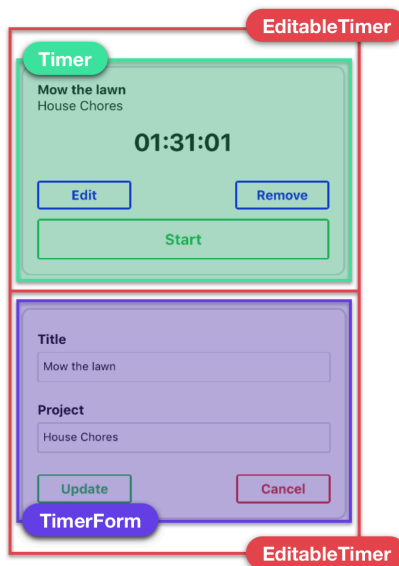 EditableTimer
Timer
Mow the lawn
House Chores
01:31:01
Edit
Remove
Start
Title
Mow the lawn
Project
House Chores
Update
Cancel
TimerForm
EditableTimer